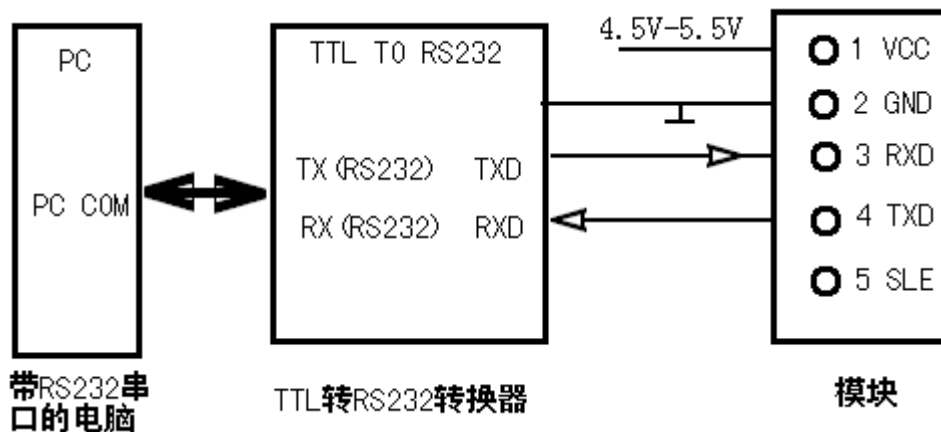 PC
PC COM
带RS232串
口的电脑
TTL TO RS232
TX(RS232) TXD
RX(RS232) RXD
TTL转RS232转换器
4.5V-5.5V
1 VCC
2 GND
3 RXD
4 TXD
5 SLE
模块